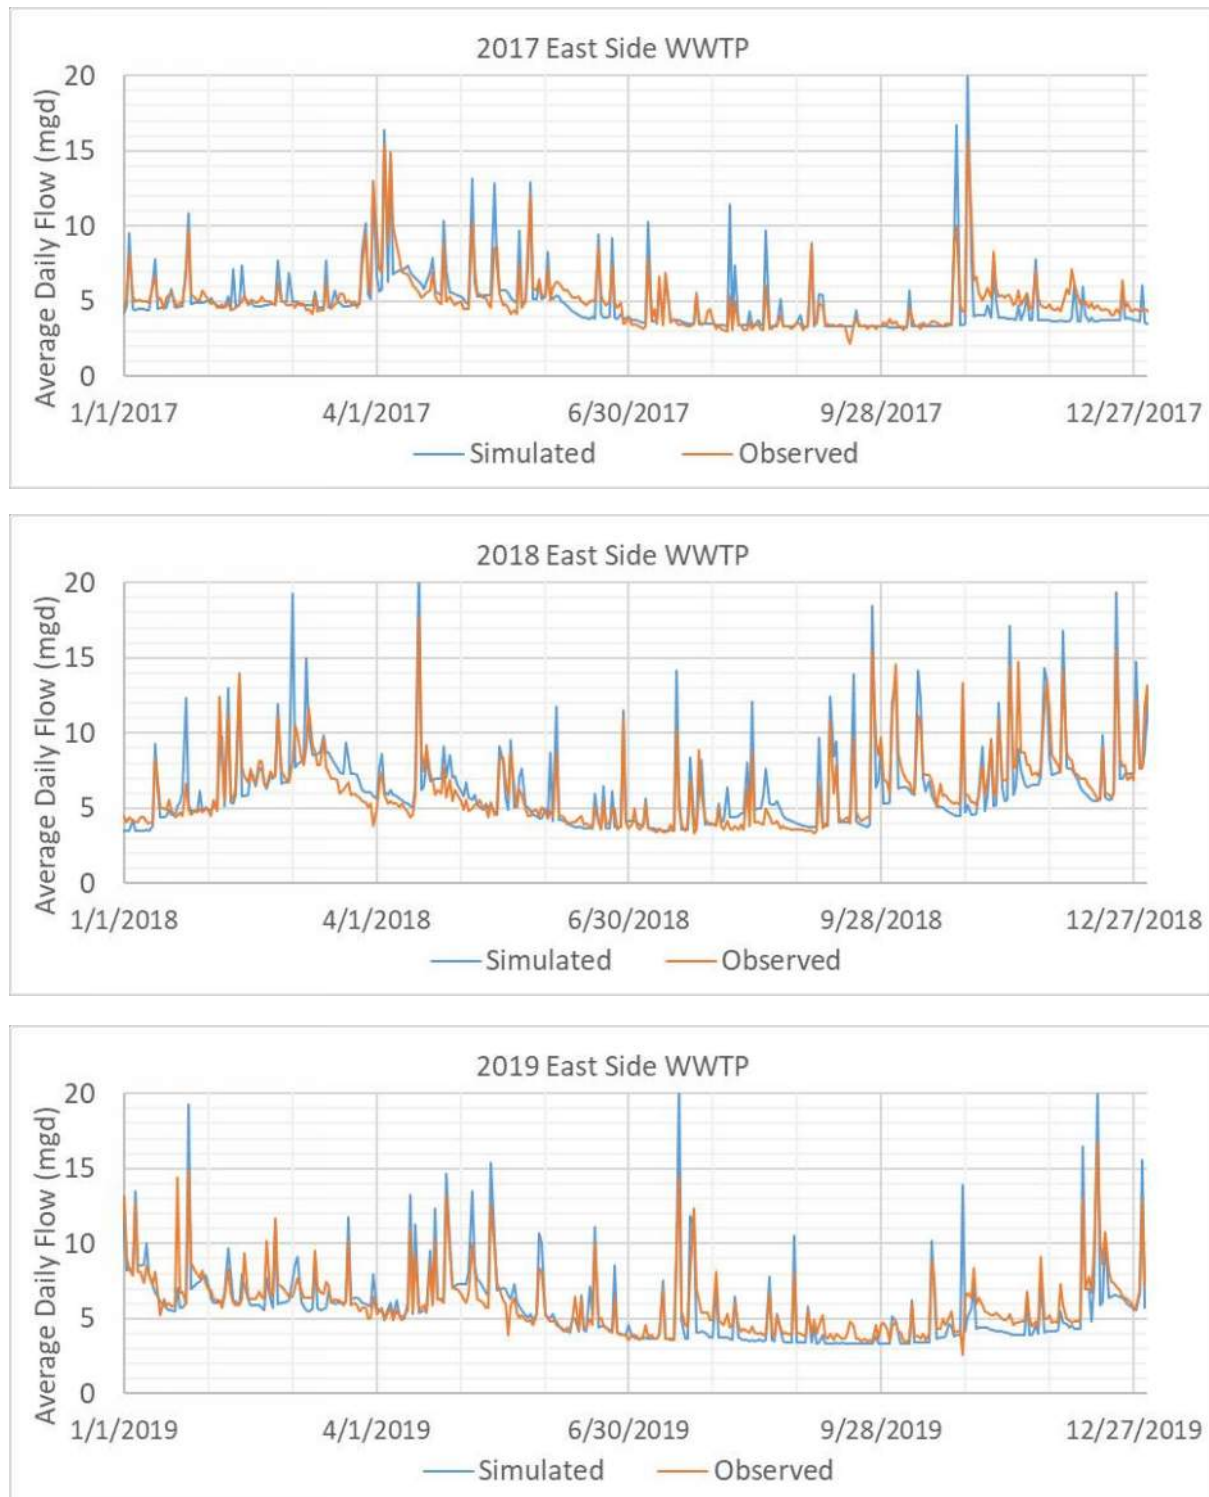 2017 East Side WWTP
Average Daily Flow (mgd)
20
15
10
5
0
1/1/2017 4/1/2017 6/30/2017 9/28/2017 12/27/2017
Simulated Observed
2018 East Side WWTP
Average Daily Flow (mgd)
20
15
10
5
0
1/1/2018 4/1/2018 6/30/2018 9/28/2018 12/27/2018
Simulated Observed
2019 East Side WWTP
Average Daily Flow (mgd)
20
15
10
5
0
1/1/2019 4/1/2019 6/30/2019 9/28/2019 12/27/2019
Simulated Observed